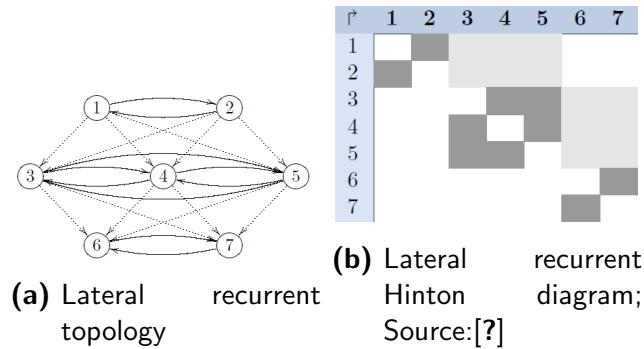 1 2
3 4 5
6 7
(a) Lateral recurrent
topology
↱ 1 2 3 4 5 6 7
1
2
3
4
5
6
7
(b) Lateral recurrent
Hinton diagram;
Source:[?]